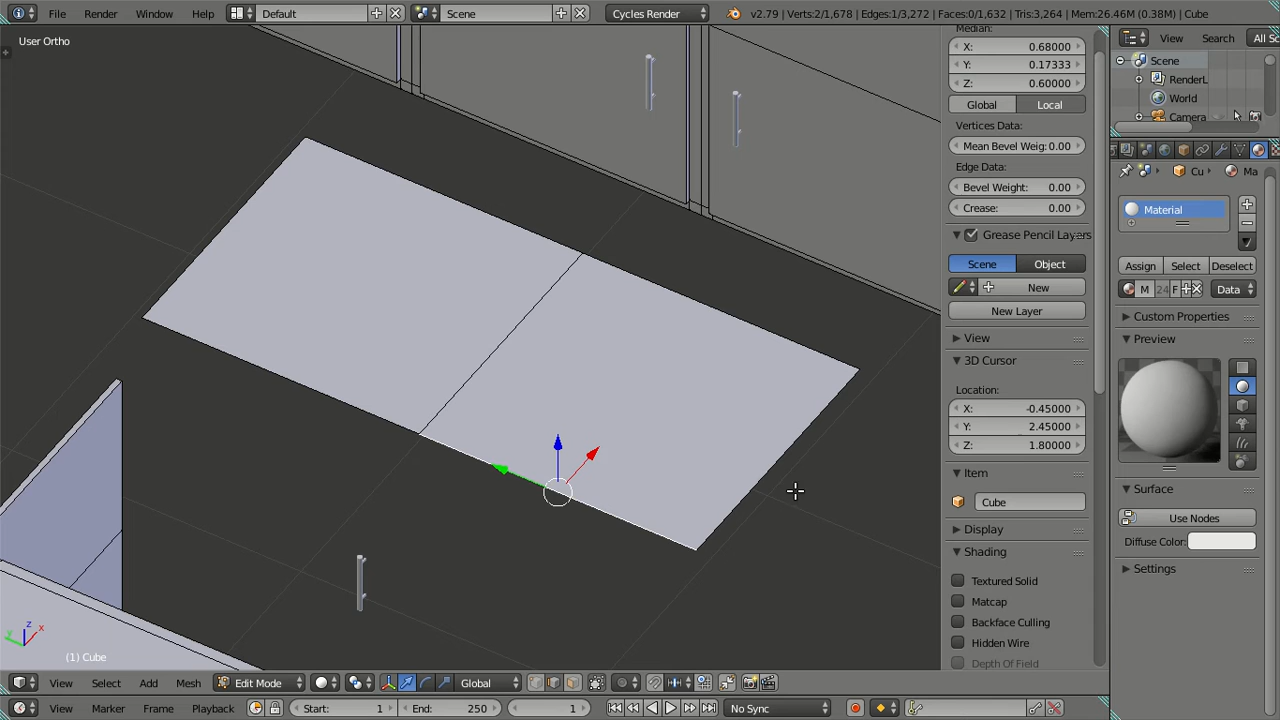 File Render Window Help Default Scene Cycles Render v2.79 | Verts:2/1,678 | Edges:1/3,272 | Faces:0/1,632 | Tris:3,264 | Mem:26.46M (0.38M) | Cube
User Ortho
Median:
X: 0.68000
Y: 0.17333
Z: 0.60000
Global Local
Vertices Data:
Mean Bevel Weig: 0.00
Edge Data:
Bevel Weight: 0.00
Crease: 0.00
Grease Pencil Layers
Scene Object
New
New Layer
View
3D Cursor
Location:
X: -0.45000
Y: 2.45000
Z: 1.80000
Item
Cube
Display
Shading
Textured Solid
Matcap
Backface Culling
Hidden Wire
Depth Of Field
View Search All Sc
Scene
RenderL
World
Camera
Cu Ma
Material
Assign Select Deselect
M 24 F Data
Custom Properties
Preview
Surface
Use Nodes
Diffuse Color:
Settings
z
y x
(1) Cube
View Select Add Mesh Edit Mode Global
View Marker Frame Playback Start: 1 End: 250 1 No Sync